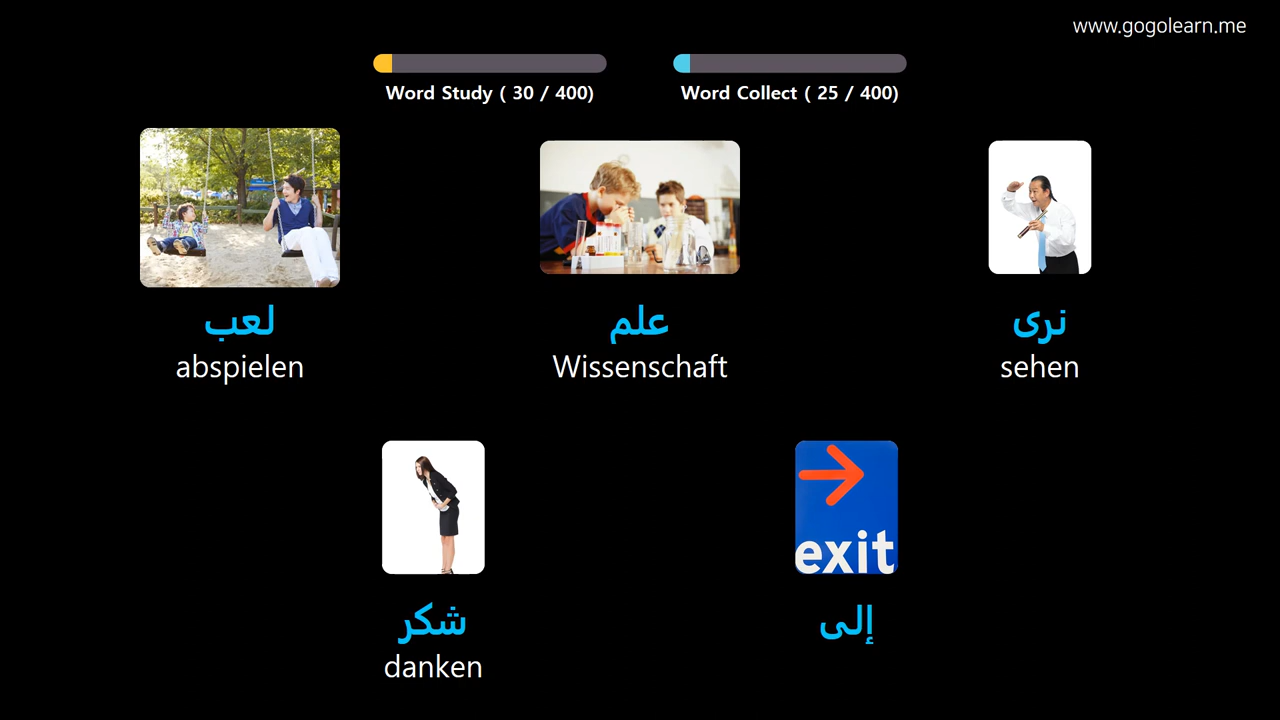 www.gogolearn.me
Word Study ( 30 / 400)
Word Collect ( 25 / 400)
لعب
abspielen
علم
Wissenschaft
نرى
sehen
شكر
danken
exit
إلى